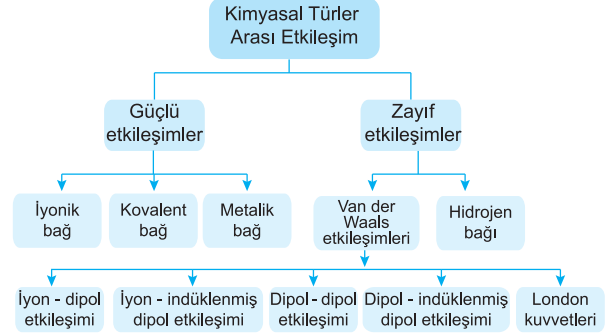 Kimyasal Türler
Arası Etkileşim
Güçlü
etkileşimler
Zayıf
etkileşimler
İyonik
bağ
Kovalent
bağ
Metalik
bağ
Van der
Waals
etkileşimleri
Hidrojen
bağı
İyon - dipol
etkileşimi
İyon - indüklenmiş
dipol etkileşimi
Dipol - dipol
etkileşimi
Dipol - indüklenmiş
dipol etkileşimi
London
kuvvetleri